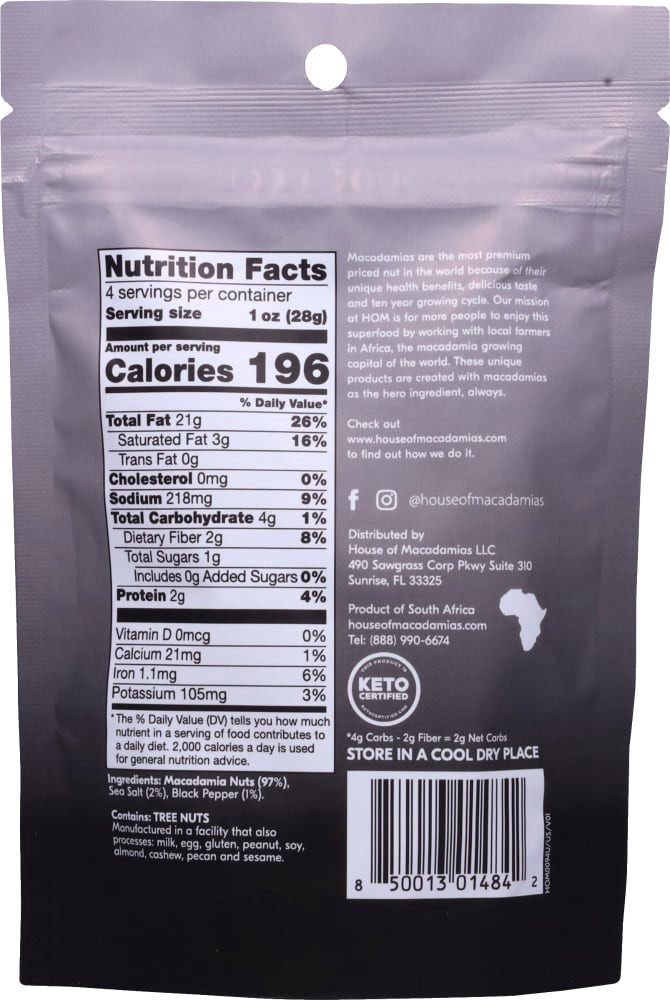 Nutrition Facts
4 servings per container
Serving size 1 oz (28g)
Amount per serving
Calories 196
% Daily Value*
Total Fat 21g 26%
Saturated Fat 3g 16%
Trans Fat 0g
Cholesterol 0mg 0%
Sodium 218mg 9%
Total Carbohydrate 4g 1%
Dietary Fiber 2g 8%
Total Sugars 1g
Includes 0g Added Sugars 0%
Protein 2g 4%
Vitamin D 0mcg 0%
Calcium 21mg 1%
Iron 1.1mg 6%
Potassium 105mg 3%
*The % Daily Value (DV) tells you how much
nutrient in a serving of food contributes to
a daily diet. 2,000 calories a day is used
for general nutrition advice.
Ingredients: Macadamia Nuts (97%),
Sea Salt (2%), Black Pepper (1%).
Contains: TREE NUTS
Manufactured in a facility that also
processes: milk, egg, gluten, peanut, soy,
almond, cashew, pecan and sesame.
Macadamias are the most premium
priced nut in the world because of their
unique health benefits, delicious taste
and ten year growing cycle. Our mission
at HOM is for more people to enjoy this
superfood by working with local farmers
in Africa, the macadamia growing
capital of the world. These unique
products are created with macadamias
as the hero ingredient, always.
Check out
www.houseofmacadamias.com
to find out how we do it.
@houseofmacadamias
Distributed by
House of Macadamias LLC
490 Sawgrass Corp Pkwy Suite 310
Sunrise, FL 33325
Product of South Africa
houseofmacadamias.com
Tel: (888) 990-6674
THIS PRODUCT IS
KETO
CERTIFIED
KETOCERTIFIED.COM
*4g Carbs - 2g Fiber = 2g Net Carbs
STORE IN A COOL DRY PLACE
8 50013 01484 2
HOM0094U/US/V01